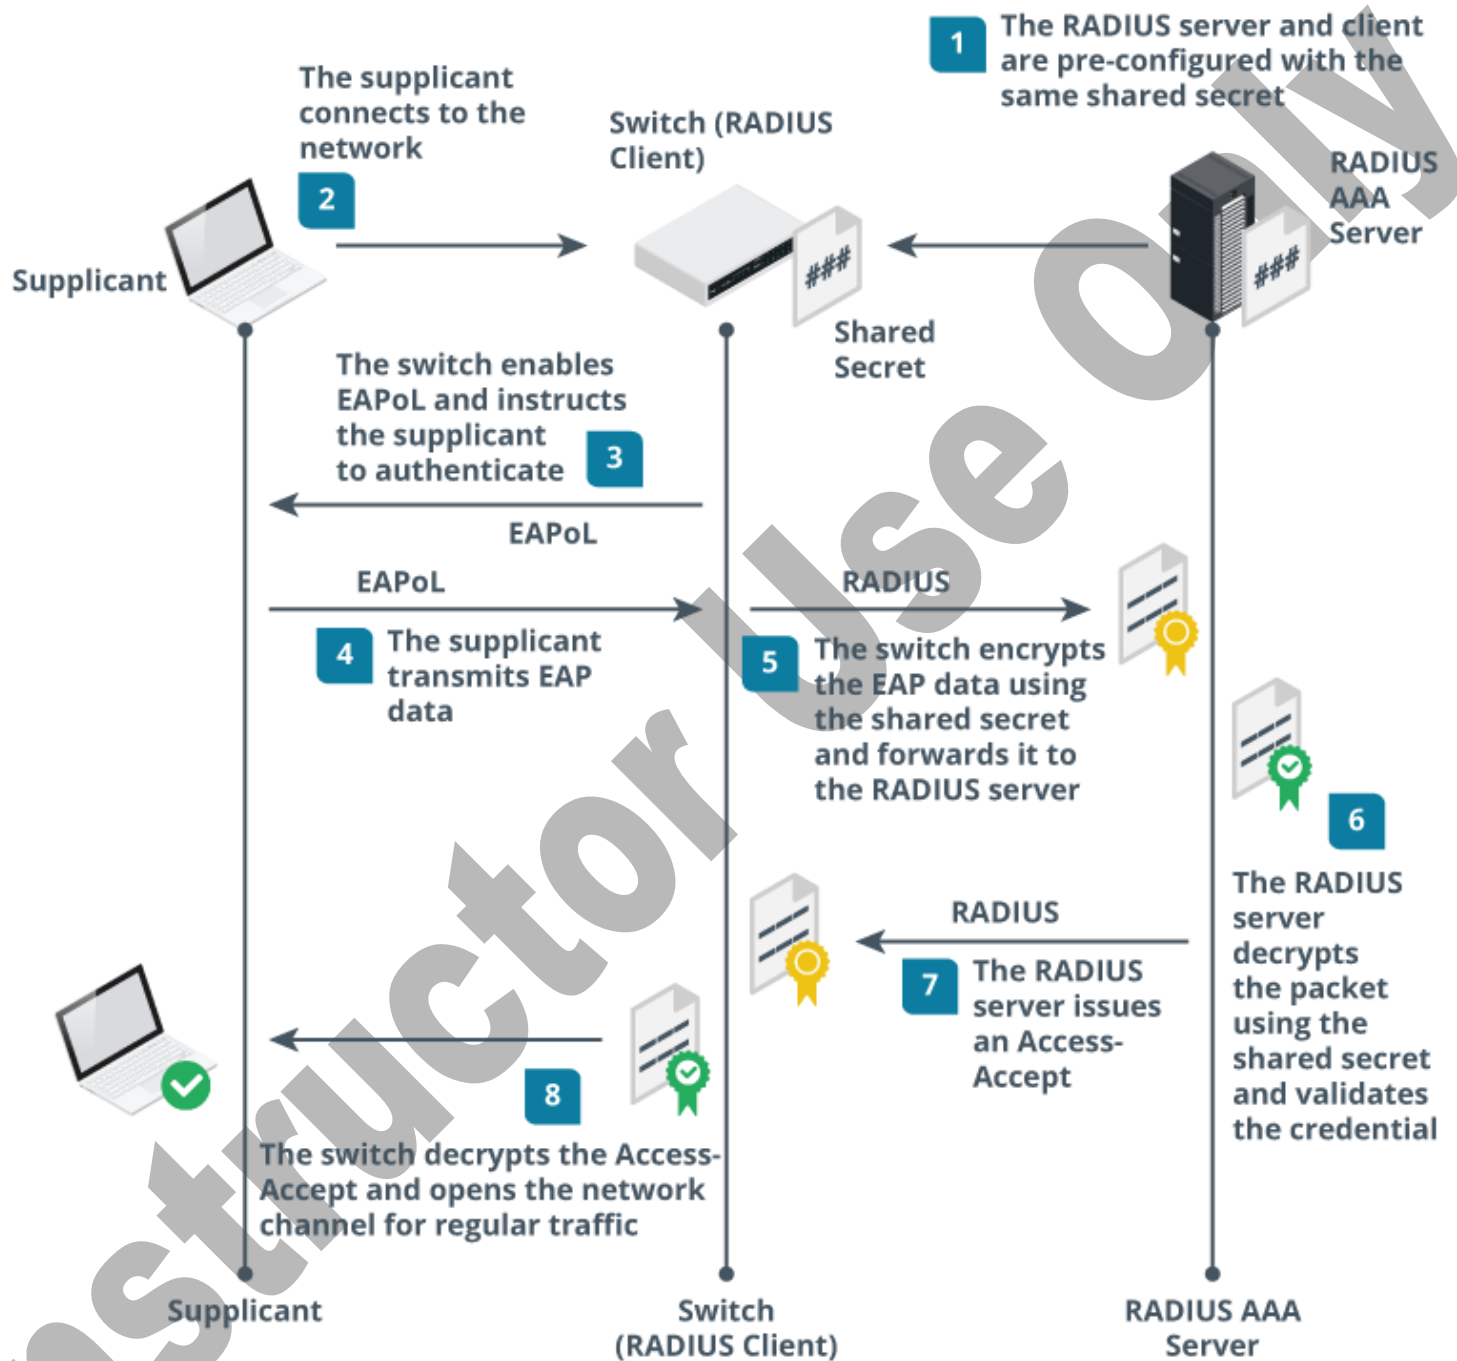 1
The RADIUS server and client
are pre-configured with the
same shared secret
The supplicant
connects to the
network
2
Switch (RADIUS
Client)
RADIUS
AAA
Server
Supplicant
###
###
Shared
Secret
The switch enables
EAPoL and instructs
the supplicant
to authenticate
3
EAPoL
EAPoL
RADIUS
4
The supplicant
transmits EAP
data
5
The switch encrypts
the EAP data using
the shared secret
and forwards it to
the RADIUS server
6
The RADIUS
server
decrypts
the packet
using the
shared secret
and validates
the credential
RADIUS
7
The RADIUS
server issues
an Access-
Accept
8
The switch decrypts the Access-
Accept and opens the network
channel for regular traffic
Supplicant
Switch
(RADIUS Client)
RADIUS AAA
Server
nstructor Use Only